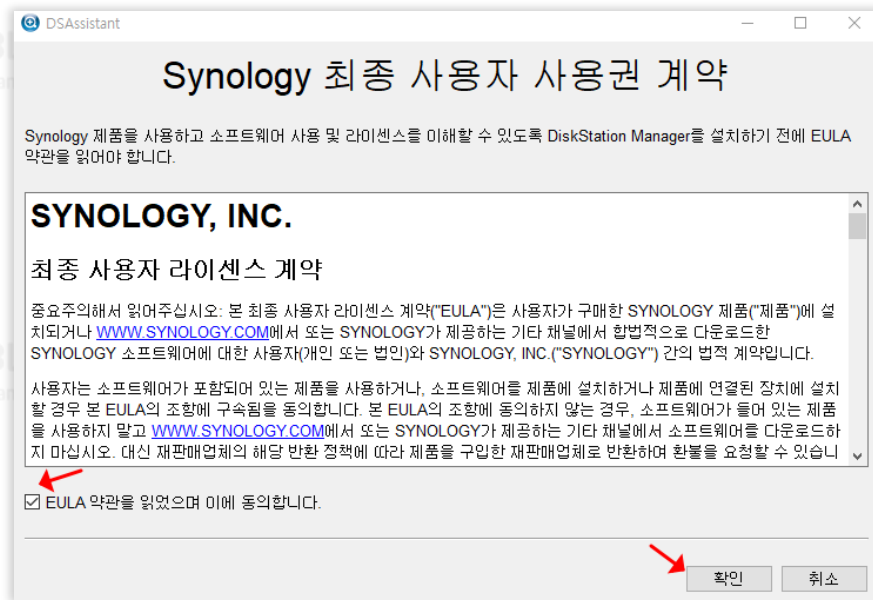 DSAssistant
Synology 최종 사용자 사용권 계약
Synology 제품을 사용하고 소프트웨어 사용 및 라이센스를 이해할 수 있도록 DiskStation Manager를 설치하기 전에 EULA
약관을 읽어야 합니다.
SYNOLOGY, INC.
최종 사용자 라이센스 계약
중요주의해서 읽어주십시오: 본 최종 사용자 라이센스 계약("EULA")은 사용자가 구매한 SYNOLOGY 제품("제품")에 설
치되거나 WWW.SYNOLOGY.COM에서 또는 SYNOLOGY가 제공하는 기타 채널에서 합법적으로 다운로드한
SYNOLOGY 소프트웨어에 대한 사용자(개인 또는 법인)와 SYNOLOGY, INC.("SYNOLOGY") 간의 법적 계약입니다.
사용자는 소프트웨어가 포함되어 있는 제품을 사용하거나, 소프트웨어를 제품에 설치하거나 제품에 연결된 장치에 설치
할 경우 본 EULA의 조항에 구속됨을 동의합니다. 본 EULA의 조항에 동의하지 않는 경우, 소프트웨어가 들어 있는 제품
을 사용하지 말고 WWW.SYNOLOGY.COM에서 또는 SYNOLOGY가 제공하는 기타 채널에서 소프트웨어를 다운로드하
지 마십시오. 대신 재판매업체의 해당 반환 정책에 따라 제품을 구입한 재판매업체로 반환하여 환불을 요청할 수 있습니
EULA 약관을 읽었으며 이에 동의합니다.
확인
취소